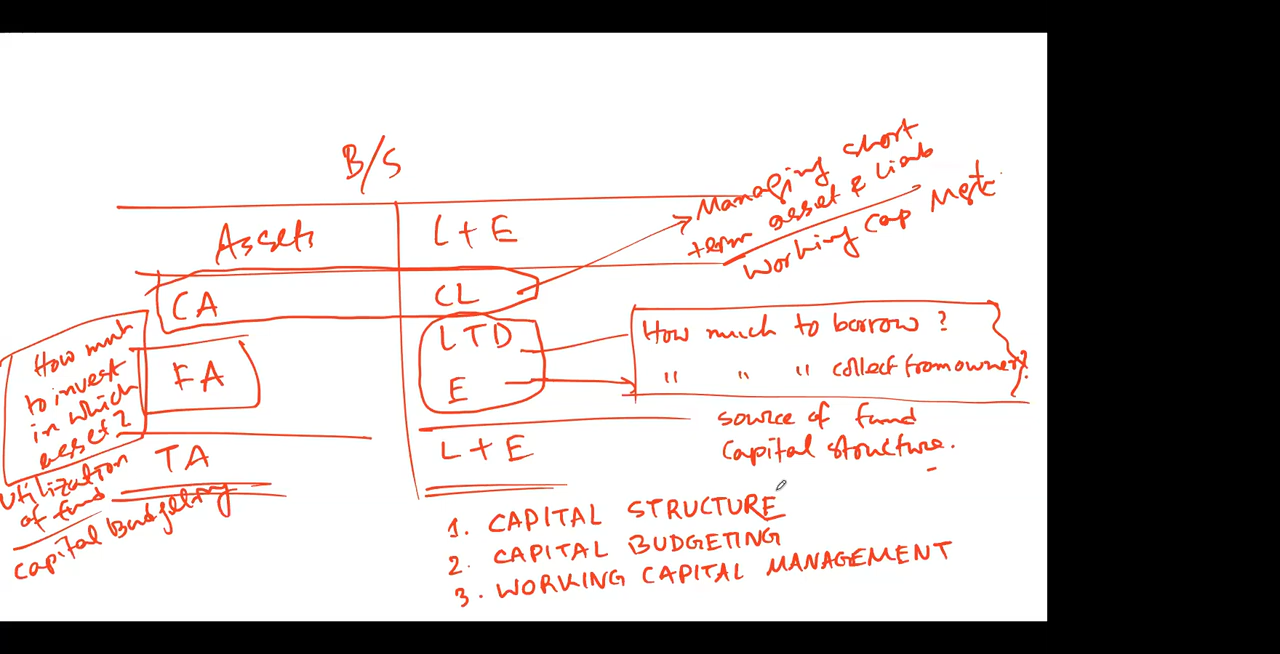 B/S
Assets
L + E
CA
CL
FA
LTD
E
TA
L + E
Managing short
term asset & Liab
Working Cap Mgt.
How much to borrow ?
" " " collect from owner?
source of fund
Capital structure.
How much
to invest
in which
asset?
utilization
of fund
capital Budgeting
1. CAPITAL STRUCTURE
2. CAPITAL BUDGETING
3. WORKING CAPITAL MANAGEMENT